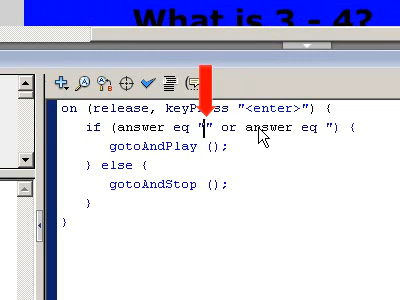 What is 3 - 4?
on (release, keyPress "<enter>") {
if (answer eq "" or answer eq ") {
gotoAndPlay ();
} else {
gotoAndStop ();
}
}